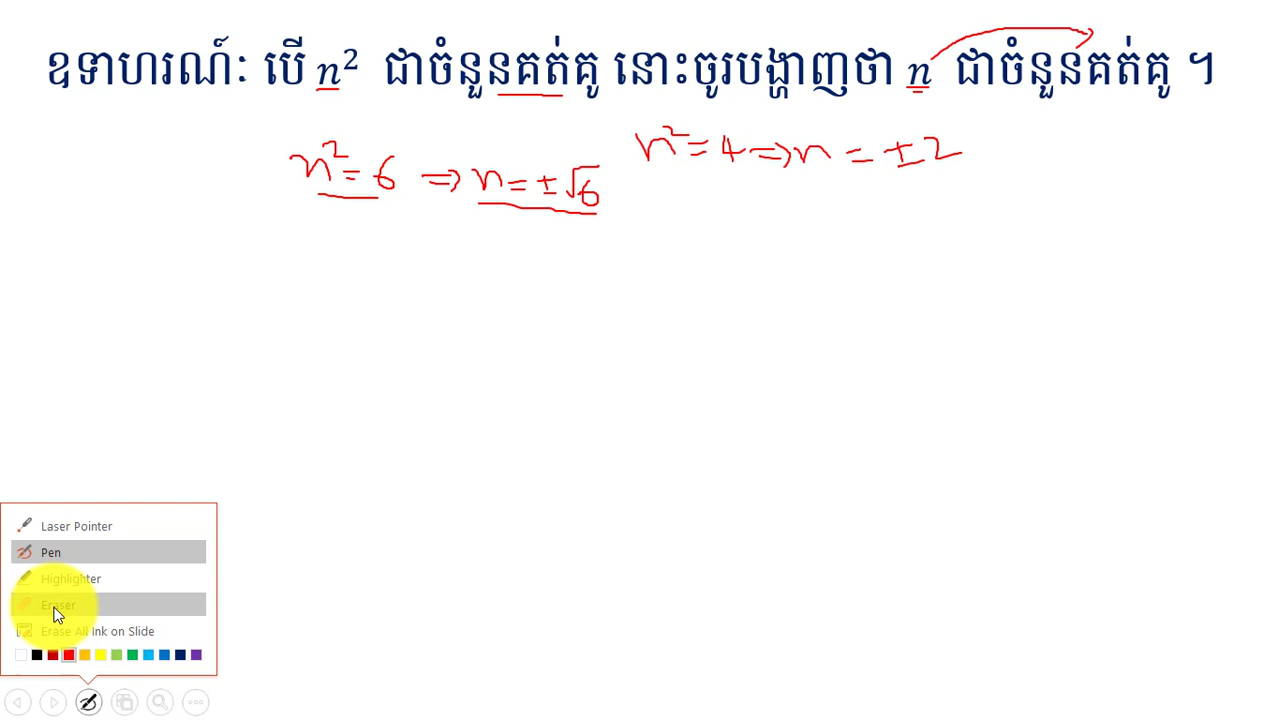 ឧទាហរណ៍ៈ បើ n² ជាចំនួនគត់គូ នោះចូរបង្ហាញថា n ជាចំនួនគត់គូ ។
n² = 6 ⇒ n = ±√6
n² = 4 ⇒ n = ±2
Laser Pointer
Pen
Highlighter
Eraser
Erase All Ink on Slide